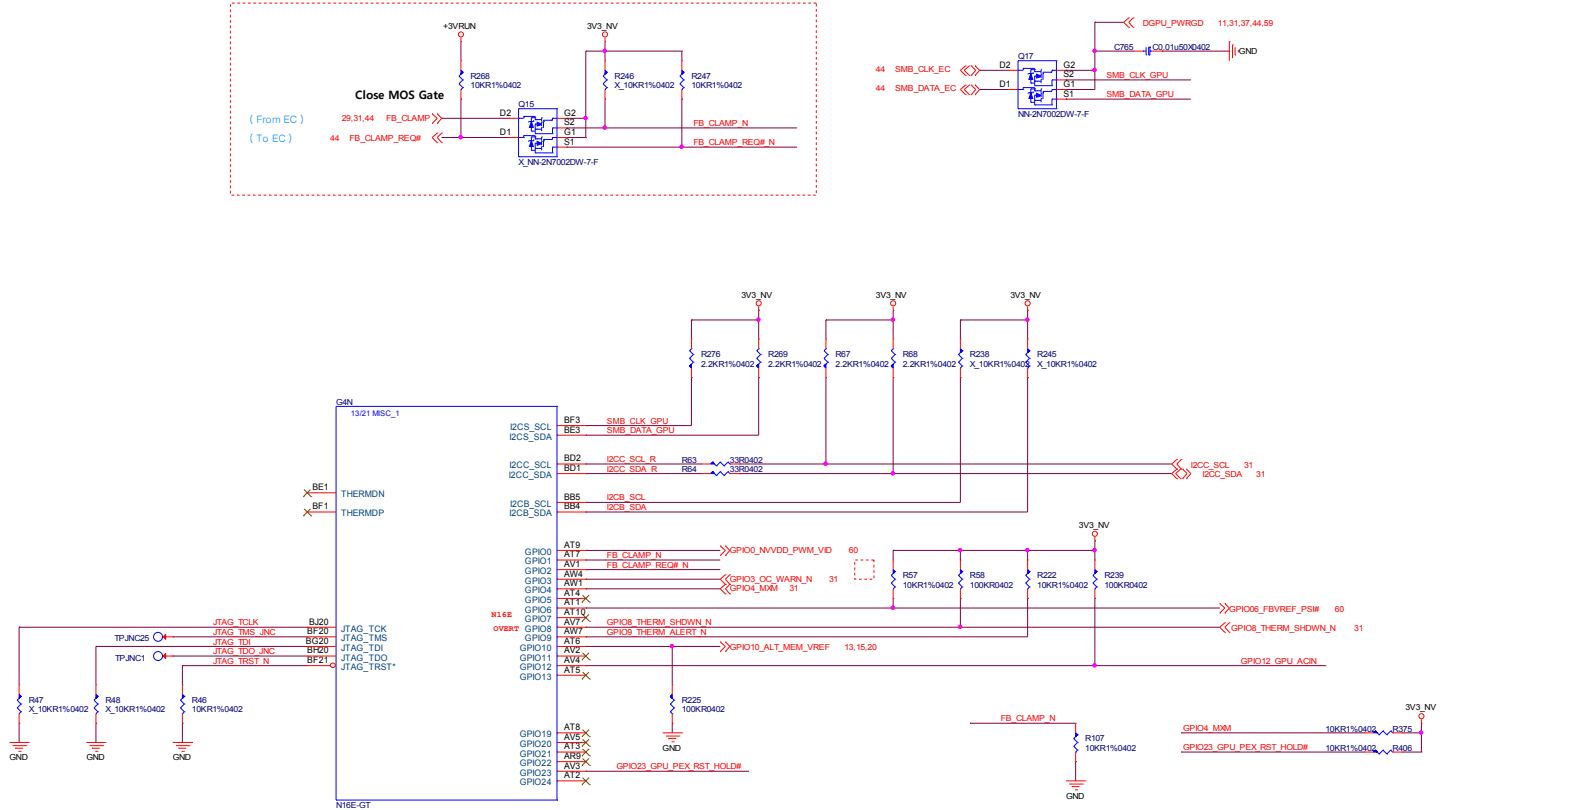 +3VRUN
3V3_NV
R268
10KR1%0402
R246
X_10KR1%0402
R247
10KR1%0402
Close MOS Gate
Q15
( From EC )
29,31,44 FB_CLAMP
D2
G2
S2
FB_CLAMP_N
( To EC )
44 FB_CLAMP_REQ#
D1
G1
S1
FB_CLAMP_REQ#_N
X_NN-2N7002DW-7-F
DGPU_PWRGD 11,31,37,44,59
C765
C0.01u50X0402
GND
Q17
44 SMB_CLK_EC
D2
G2
S2
SMB_CLK_GPU
44 SMB_DATA_EC
D1
G1
S1
SMB_DATA_GPU
NN-2N7002DW-7-F
3V3_NV
3V3_NV
3V3_NV
R276
2.2KR1%0402
R269
2.2KR1%0402
R67
2.2KR1%0402
R68
2.2KR1%0402
R238
X_10KR1%0402
R245
X_10KR1%0402
G4N
13/21 MISC_1
I2CS_SCL BF3 SMB_CLK_GPU
I2CS_SDA BE3 SMB_DATA_GPU
I2CC_SCL BD2 I2CC_SCL_R R63 33R0402 I2CC_SCL 31
I2CC_SDA BD1 I2CC_SDA_R R64 33R0402 I2CC_SDA 31
BE1 THERMDN
BF1 THERMDP
I2CB_SCL BB5 I2CB_SCL
I2CB_SDA BB4 I2CB_SDA
3V3_NV
GPIO0 AT9 GPIO0_NVVDD_PWM_VID 60
GPIO1 AT7 FB_CLAMP_N
GPIO2 AV1 FB_CLAMP_REQ#_N
GPIO3 AW4 GPIO3_OC_WARN_N 31
GPIO4 AW1 GPIO4_MXM 31
GPIO5 AT4
GPIO6 AT1 GPIO06_FBVREF_PSI# 60
N16E GPIO7 AT10
OVERT GPIO8 AV7 GPIO8_THERM_SHDWN_N GPIO8_THERM_SHDWN_N 31
GPIO9 AW7 GPIO9_THERM_ALERT_N
GPIO10 AT6 GPIO10_ALT_MEM_VREF 13,15,20
GPIO11 AV2
GPIO12 AV4 GPIO12_GPU_ACIN
GPIO13 AT5
R57
10KR1%0402
R58
100KR0402
R222
10KR1%0402
R239
100KR0402
JTAG_TCLK BJ20 JTAG_TCK
TPJNC25 JTAG_TMS_JNC BF20 JTAG_TMS
JTAG_TDI BG20 JTAG_TDI
TPJNC1 JTAG_TDO_JNC BH20 JTAG_TDO
JTAG_TRST_N BF21 JTAG_TRST*
R47
X_10KR1%0402
R48
X_10KR1%0402
R46
10KR1%0402
GND
GND
GND
R225
100KR0402
GND
GPIO19 AT8
GPIO20 AV5
GPIO21 AT3
GPIO22 AR9
GPIO23 AV3 GPIO23_GPU_PEX_RST_HOLD#
GPIO24 AT2
N16E-GT
FB_CLAMP_N
R107
10KR1%0402
GND
3V3_NV
GPIO4_MXM 10KR1%0402 R375
GPIO23_GPU_PEX_RST_HOLD# 10KR1%0402 R406